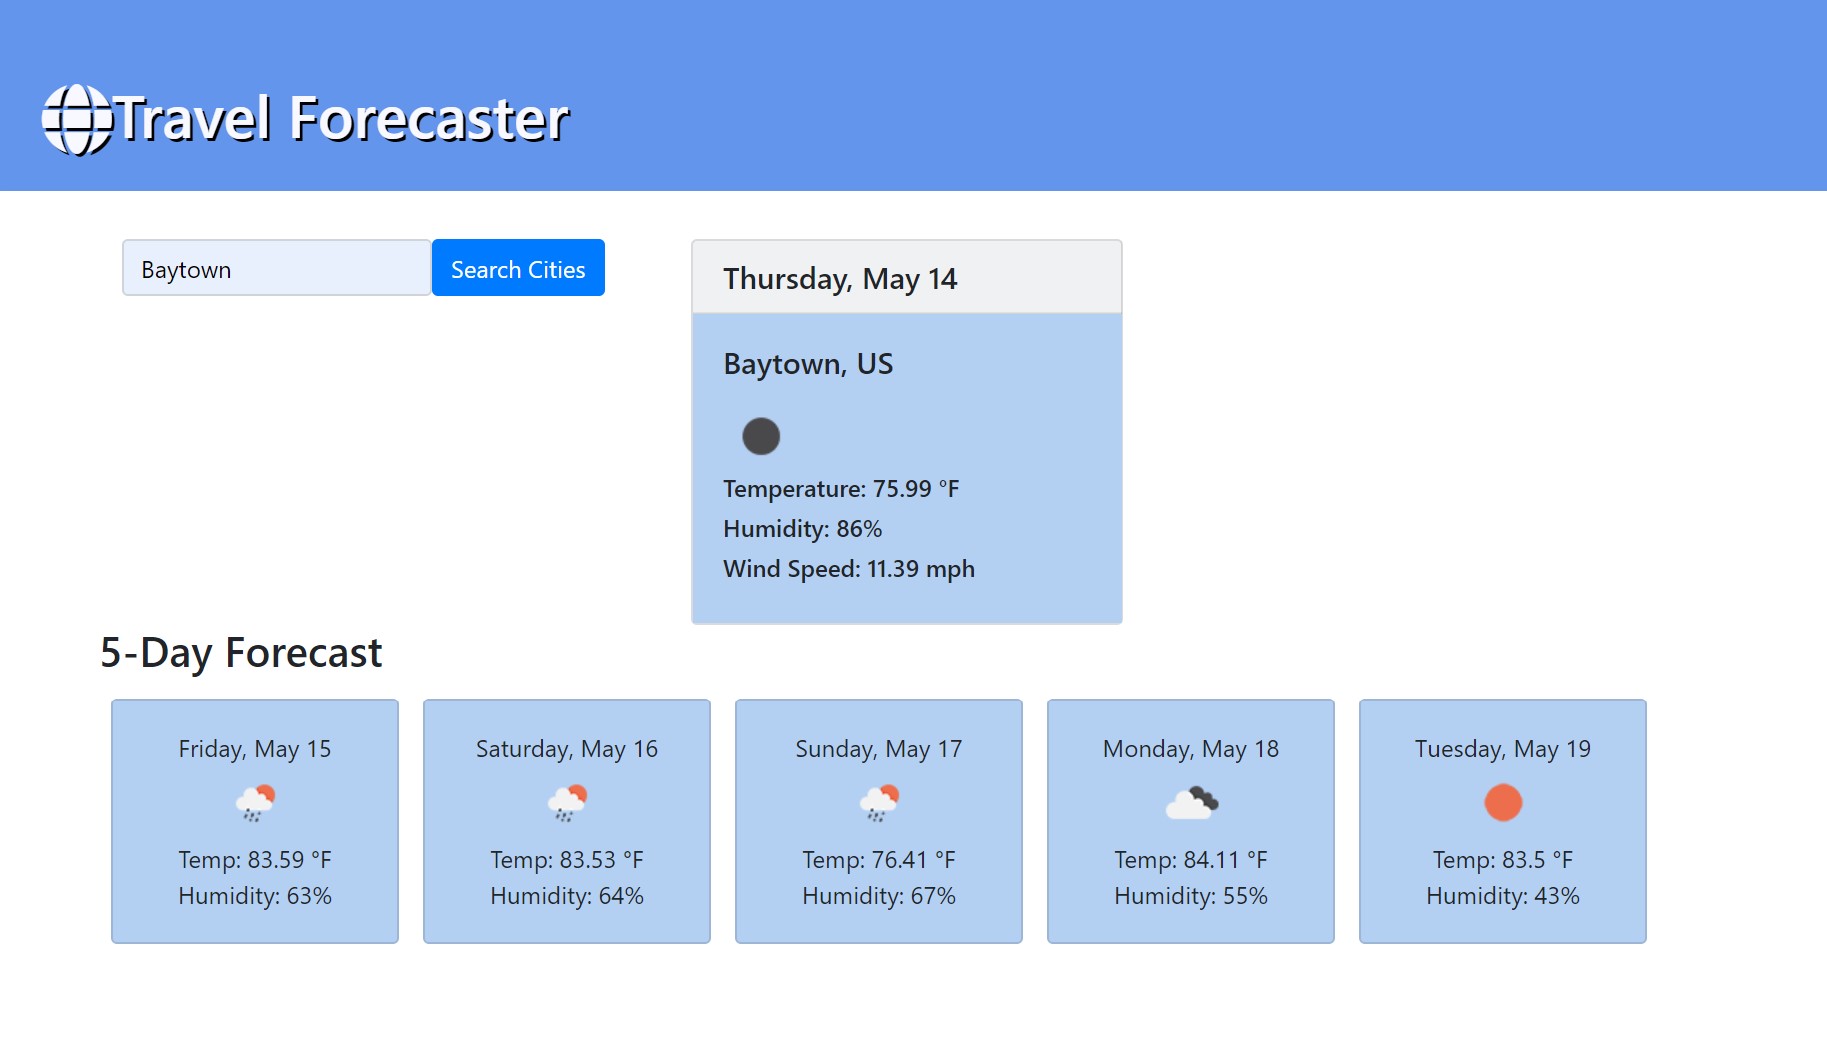 Travel Forecaster
Baytown
Search Cities
Thursday, May 14
Baytown, US
Temperature: 75.99 °F
Humidity: 86%
Wind Speed: 11.39 mph
5-Day Forecast
Friday, May 15
Temp: 83.59 °F
Humidity: 63%
Saturday, May 16
Temp: 83.53 °F
Humidity: 64%
Sunday, May 17
Temp: 76.41 °F
Humidity: 67%
Monday, May 18
Temp: 84.11 °F
Humidity: 55%
Tuesday, May 19
Temp: 83.5 °F
Humidity: 43%